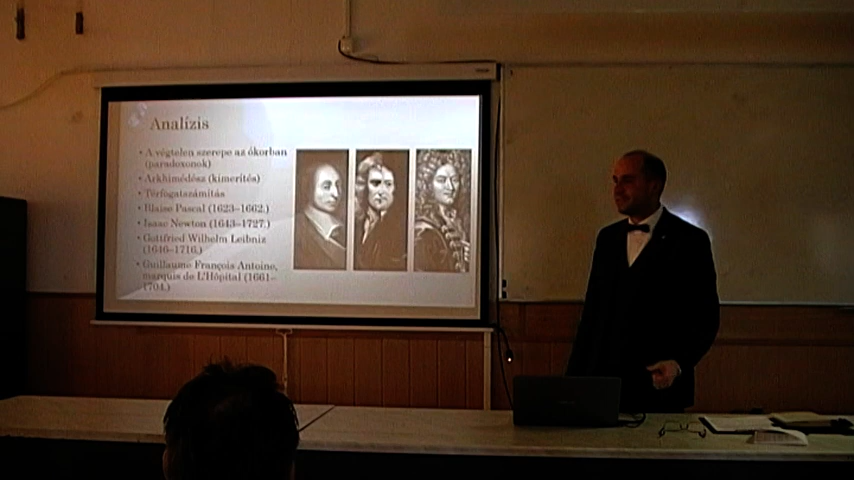 Analízis
• A végtelen szerepe az ókorban
(paradoxonok)
• Arkhimédész (kimerítés)
• Térfogatszámítás
• Blaise Pascal (1623–1662.)
• Isaac Newton (1643–1727.)
• Gottfried Wilhelm Leibniz
(1646–1716.)
• Guillaume François Antoine,
marquis de L'Hôpital (1661–
1704.)